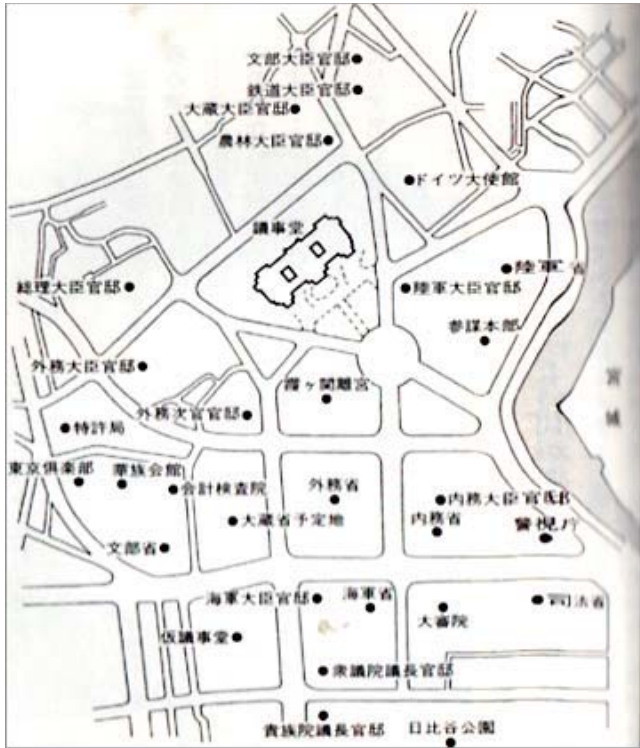 文部大臣官邸
鉄道大臣官邸
大蔵大臣官邸
農林大臣官邸
ドイツ大使館
議事堂
陸軍省
総理大臣官邸
陸軍大臣官邸
参謀本部
外務大臣官邸
宮城
霞ヶ関離宮
外務次官官邸
特許局
東京倶楽部
華族会館
会計検査院
外務省
内務大臣官邸
大蔵省予定地
内務省
警視庁
文部省
海軍大臣官邸
海軍省
大審院
司法省
仮議事堂
衆議院議長官邸
貴族院議長官邸
日比谷公園